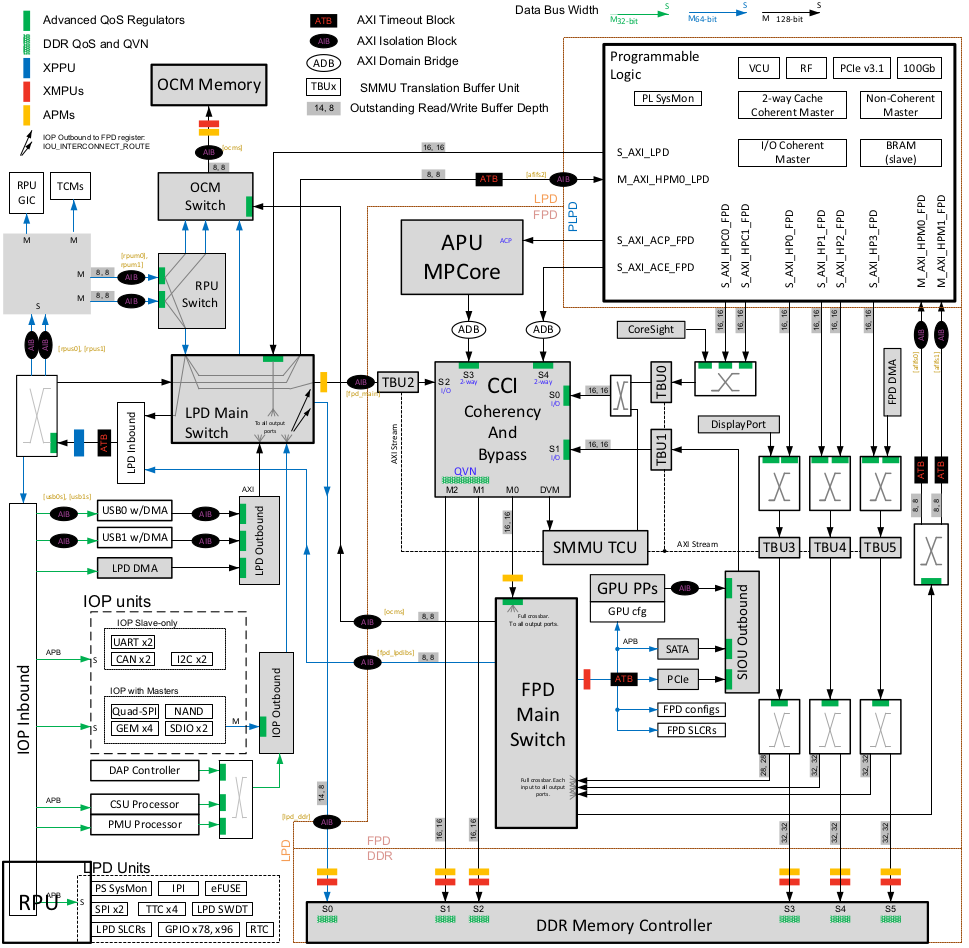 Advanced QoS Regulators
DDR QoS and QVN
XPPU
XMPUs
APMs
IOP Outbound to FPD register:
IOU_INTERCONNECT_ROUTE
ATB
AXI Timeout Block
AIB
AXI Isolation Block
ADB
AXI Domain Bridge
TBUx
SMMU Translation Buffer Unit
14, 8
Outstanding Read/Write Buffer Depth
Data Bus Width
M 32-bit S
M 64-bit S
M 128-bit S
OCM Memory
AIB
[ocms]
8, 8
OCM
Switch
RPU
GIC
TCMs
M
M
M
M
S
8, 8
8, 8
AIB
AIB
[rpum0],
rpum1]
RPU
Switch
AIB
AIB
[rpus0], [rpus1]
16, 16
8, 8
ATB
[afifs2]
AIB
LPD
FPD
PLPD
Programmable
Logic
VCU
RF
PCIe v3.1
100Gb
PL SysMon
2-way Cache
Coherent Master
Non-Coherent
Master
I/O Coherent
Master
BRAM
(slave)
S_AXI_LPD
M_AXI_HPM0_LPD
S_AXI_ACP_FPD
S_AXI_ACE_FPD
S_AXI_HPC0_FPD
S_AXI_HPC1_FPD
S_AXI_HP0_FPD
S_AXI_HP1_FPD
S_AXI_HP2_FPD
S_AXI_HP3_FPD
M_AXI_HPM0_FPD
M_AXI_HPM1_FPD
APU
MPCore
ACP
ADB
ADB
16, 16
16, 16
16, 16
16, 16
16, 16
16, 16
AIB
AIB
[afifs0]
[afifs1]
CoreSight
FPD DMA
DisplayPort
LPD Main
Switch
To all output
ports
AIB
[fpd_main]
TBU2
S2
I/O
S3
2-way
S4
2-way
S0
I/O
S1
I/O
CCI
Coherency
And
Bypass
QVN
M2
M1
M0
DVM
16, 16
16, 16
TBU0
TBU1
AXI Stream
16, 16
SMMU TCU
AXI Stream
TBU3
TBU4
TBU5
ATB
ATB
8, 8
8, 8
ATB
LPD Inbound
AXI
[usb0s], [usb1s]
AIB
USB0 w/DMA
AIB
AIB
USB1 w/DMA
AIB
LPD DMA
LPD Outbound
IOP units
IOP Slave-only
UART x2
CAN x2
I2C x2
APB
S
IOP with Masters
Quad-SPI
NAND
GEM x4
SDIO x2
S
M
IOP Inbound
IOP Outbound
DAP Controller
APB
CSU Processor
PMU Processor
[ocms]
AIB
8, 8
[fpd_lpdibs)
AIB
8, 8
Full crossbar.
To all output ports.
FPD
Main
Switch
Full crossbar. Each
input to all output
ports.
GPU PPs
GPU cfg
AIB
APB
SATA
ATB
PCIe
FPD configs
FPD SLCRs
SIOU Outbound
28, 28
32, 32
32, 32
14, 8
[lpd_ddr]
AIB
16, 16
16, 16
32, 32
32, 32
32, 32
LPD
FPD
DDR
LPD Units
RPU
APB
S
PS SysMon
IPI
eFUSE
SPI x2
TTC x4
LPD SWDT
LPD SLCRs
GPIO x78, x96
RTC
S0
S1
S2
S3
S4
S5
DDR Memory Controller